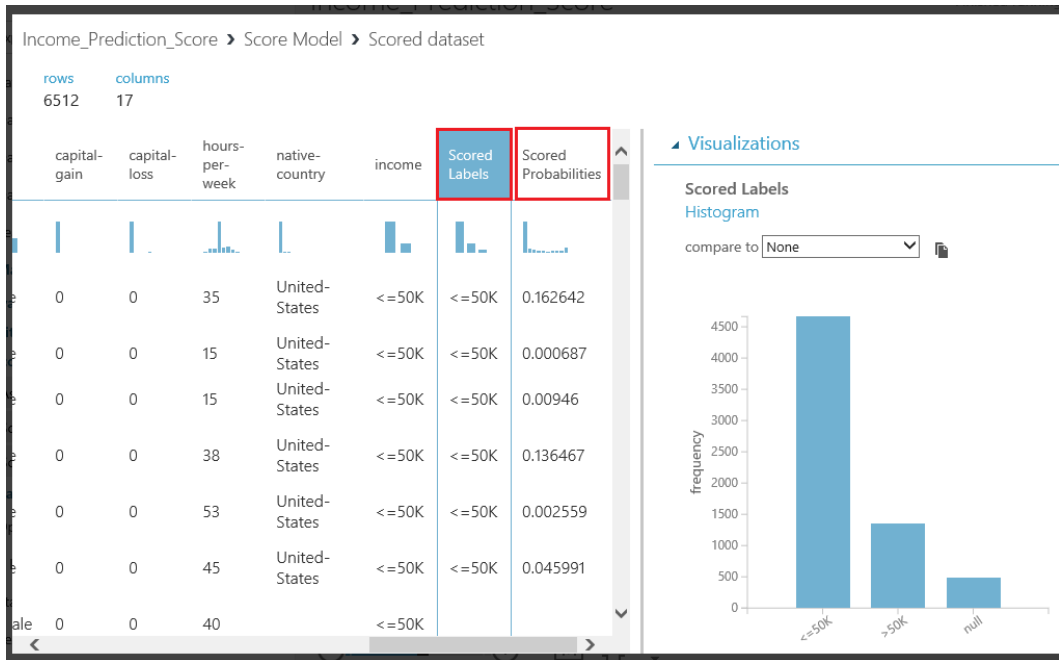 Income_Prediction_Score
Income_Prediction_Score > Score Model > Scored dataset
rows columns
6512 17
capital-gain capital-loss hours-per-week native-country income Scored Labels Scored Probabilities
0 0 35 United-States <=50K <=50K 0.162642
0 0 15 United-States <=50K <=50K 0.000687
0 0 15 United-States <=50K <=50K 0.00946
0 0 38 United-States <=50K <=50K 0.136467
0 0 53 United-States <=50K <=50K 0.002559
0 0 45 United-States <=50K <=50K 0.045991
ale 0 0 40 <=50K
Visualizations
Scored Labels
Histogram
compare to None
frequency
4500
4000
3500
3000
2500
2000
1500
1000
500
0
<=50K >50K null